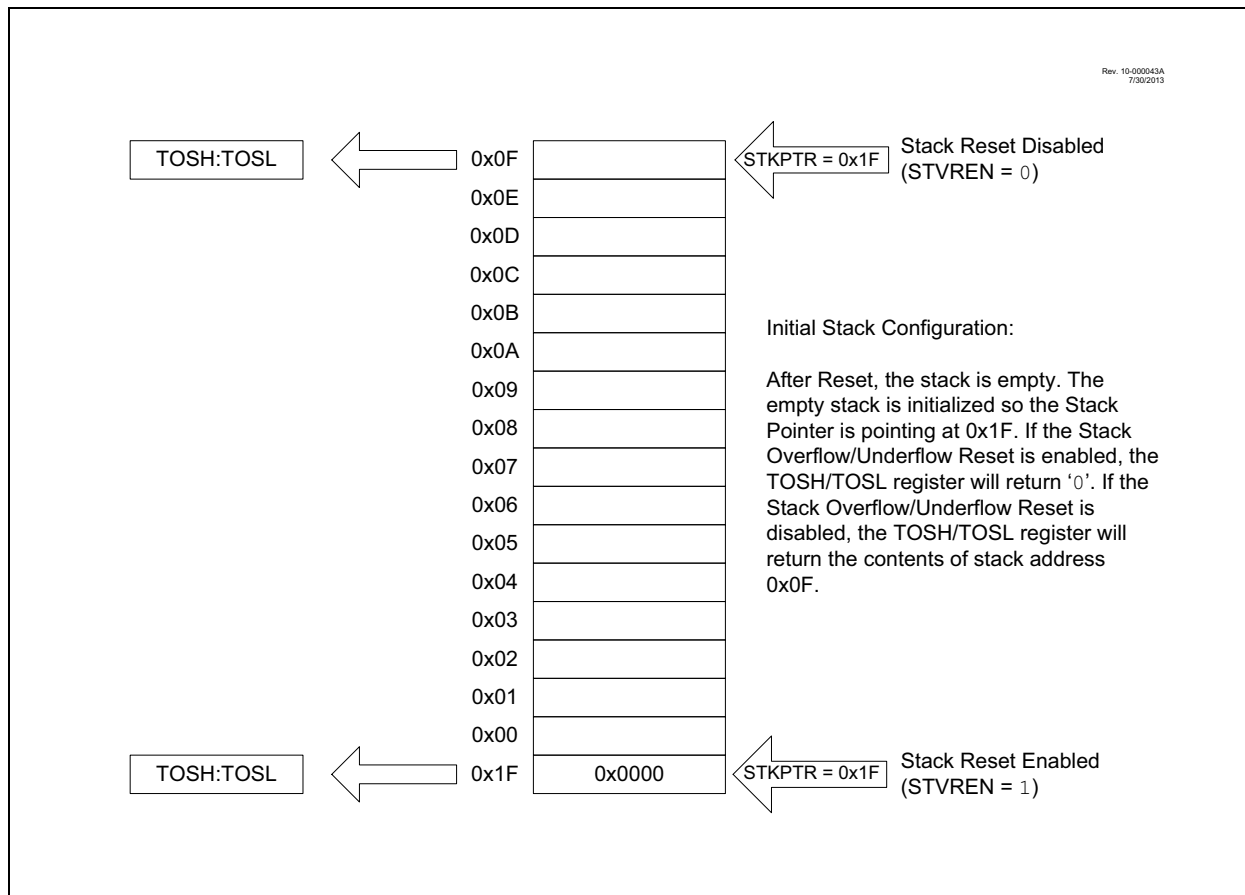 Rev. 10-000043A
7/30/2013
TOSH:TOSL
0x0F
STKPTR = 0x1F
Stack Reset Disabled
(STVREN = 0)
0x0E
0x0D
0x0C
0x0B
0x0A
0x09
0x08
0x07
0x06
0x05
0x04
0x03
0x02
0x01
0x00
Initial Stack Configuration:
After Reset, the stack is empty. The
empty stack is initialized so the Stack
Pointer is pointing at 0x1F. If the Stack
Overflow/Underflow Reset is enabled, the
TOSH/TOSL register will return ‘0’. If the
Stack Overflow/Underflow Reset is
disabled, the TOSH/TOSL register will
return the contents of stack address
0x0F.
TOSH:TOSL
0x1F
0x0000
STKPTR = 0x1F
Stack Reset Enabled
(STVREN = 1)